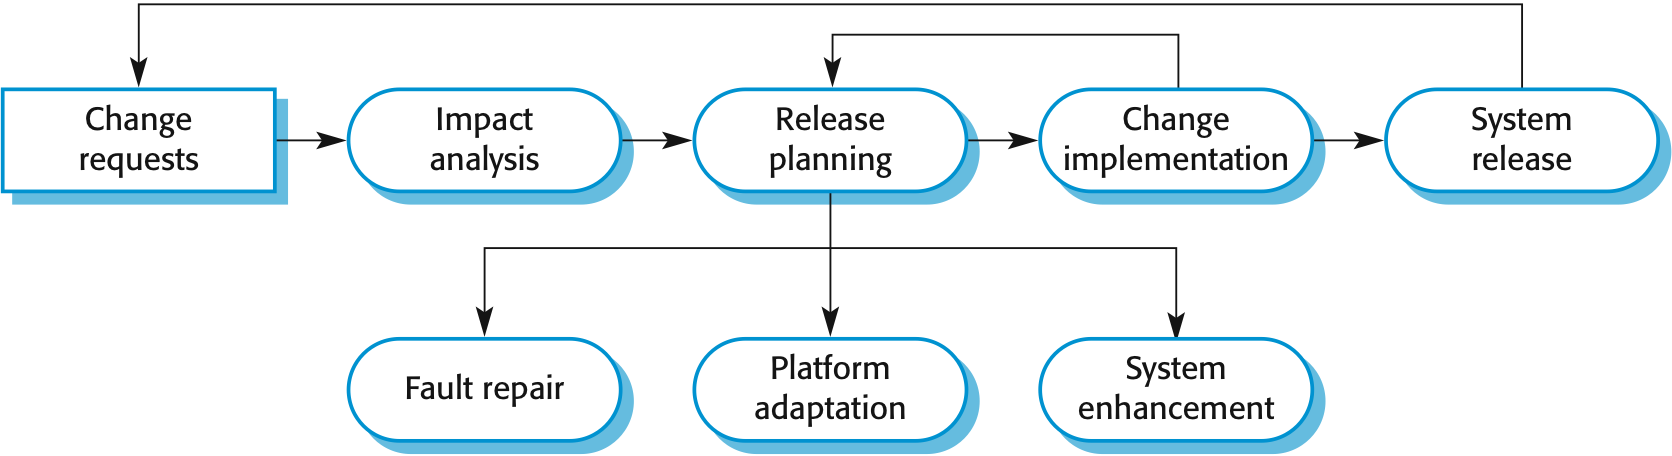 Change
requests
Impact
analysis
Release
planning
Change
implementation
System
release
Fault repair
Platform
adaptation
System
enhancement